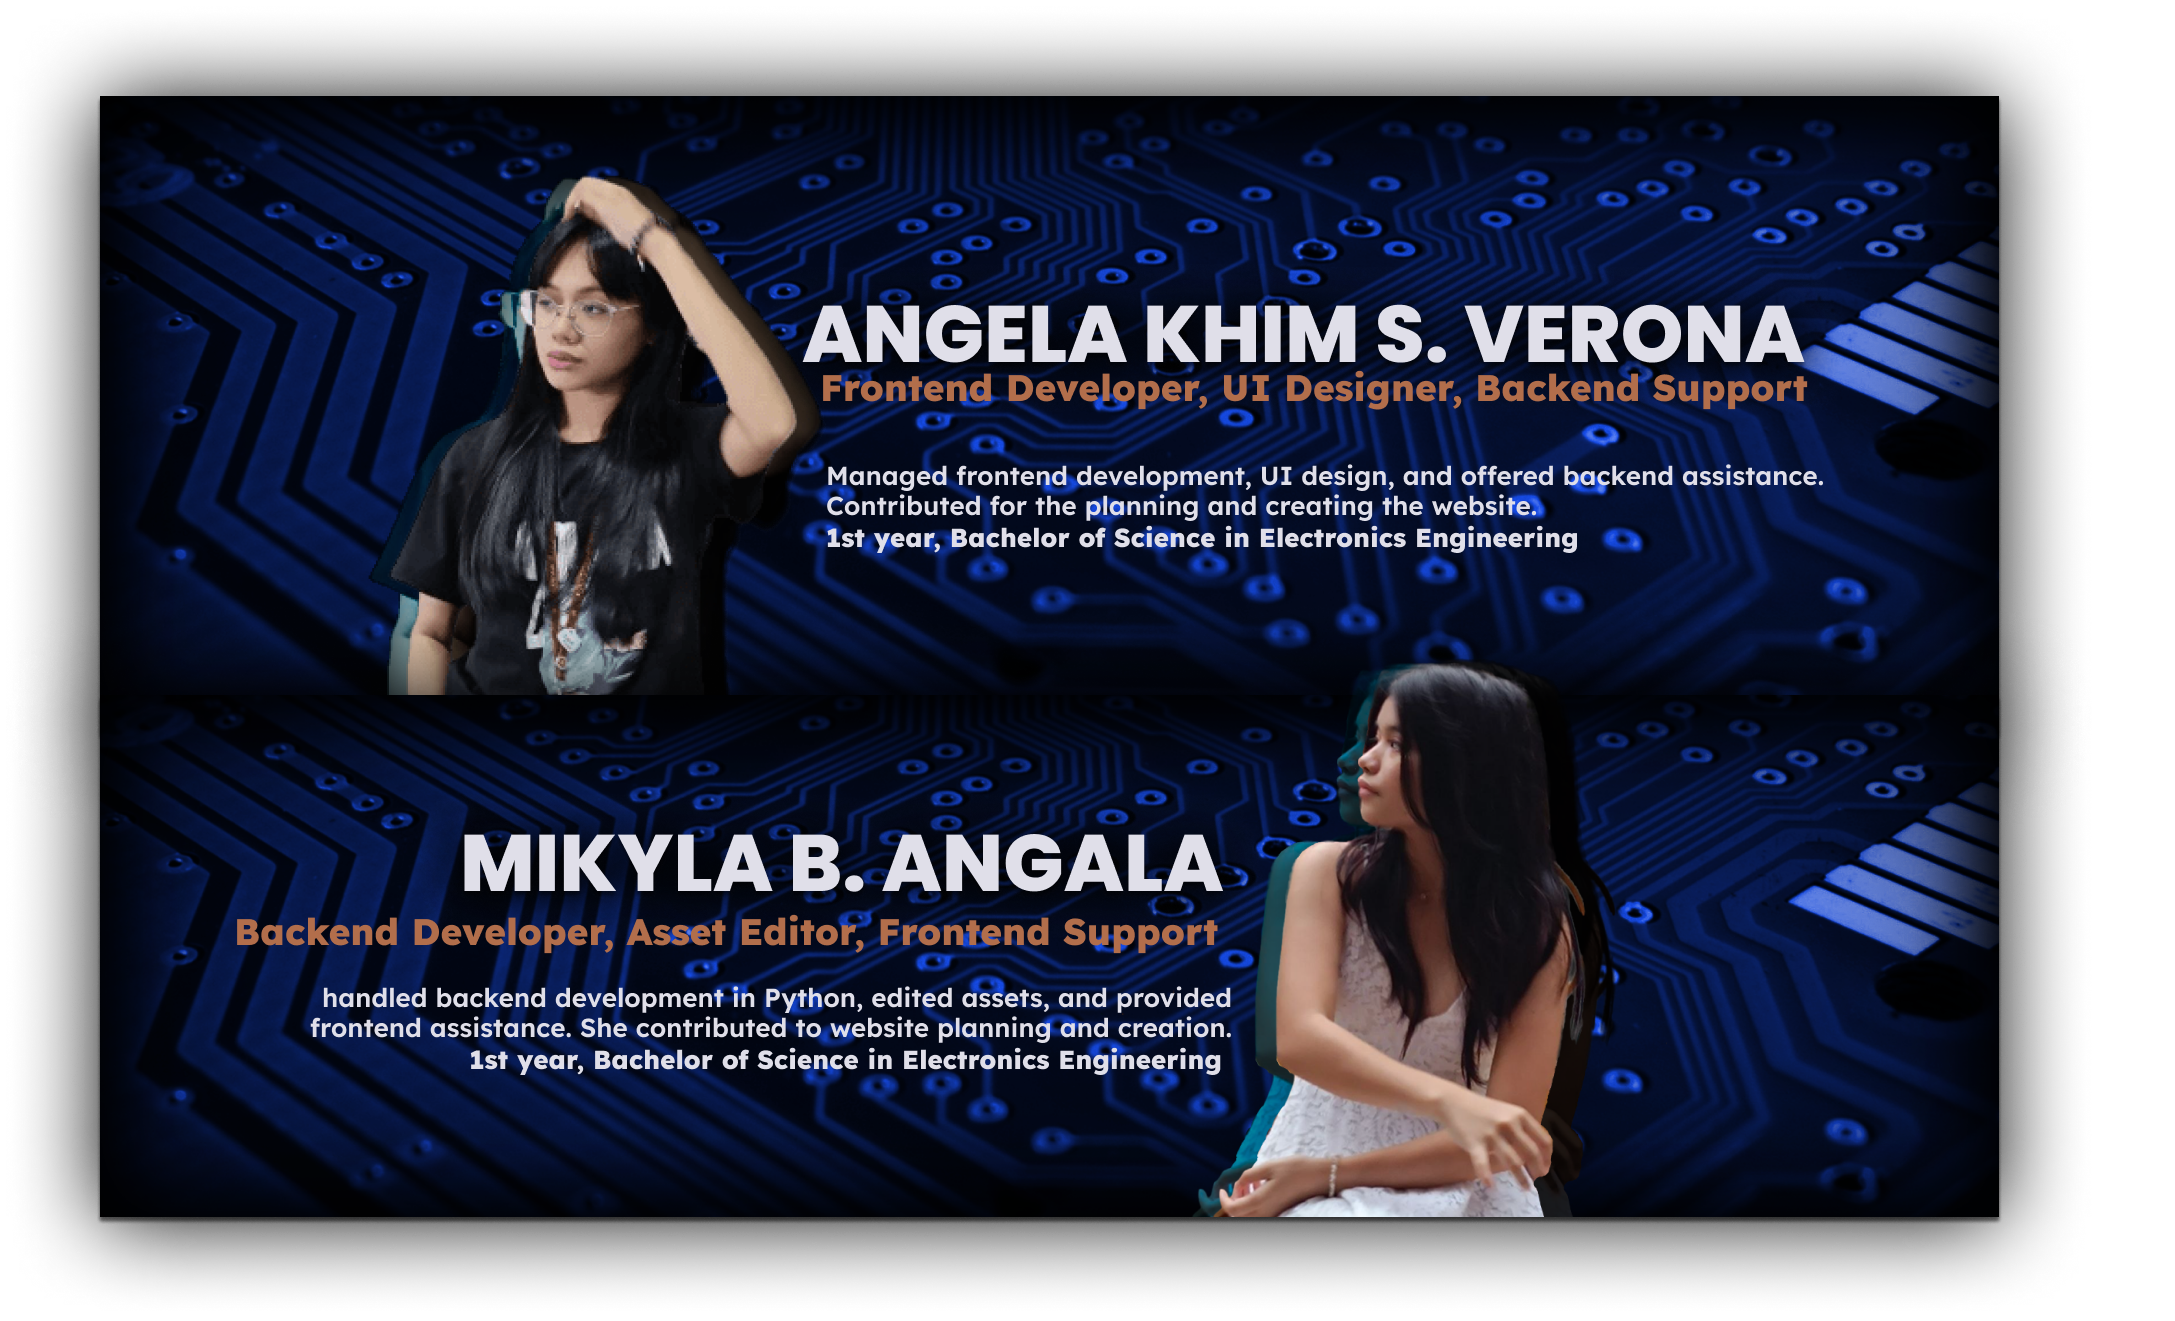 ANGELA KHIM S. VERONA
Frontend Developer, UI Designer, Backend Support
Managed frontend development, UI design, and offered backend assistance.
Contributed for the planning and creating the website.
1st year, Bachelor of Science in Electronics Engineering
MIKYLA B. ANGALA
Backend Developer, Asset Editor, Frontend Support
handled backend development in Python, edited assets, and provided
frontend assistance. She contributed to website planning and creation.
1st year, Bachelor of Science in Electronics Engineering